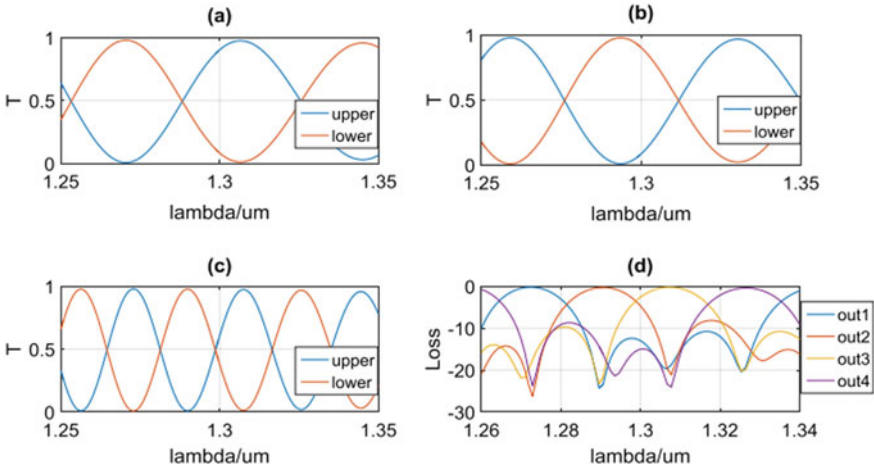 (a)
1
0.5
0
T
upper
lower
1.25
1.3
1.35
lambda/um
(b)
1
0.5
0
T
upper
lower
1.25
1.3
1.35
lambda/um
(c)
1
0.5
0
T
upper
lower
1.25
1.3
1.35
lambda/um
(d)
0
-10
-20
-30
Loss
out1
out2
out3
out4
1.26
1.28
1.3
1.32
1.34
lambda/um